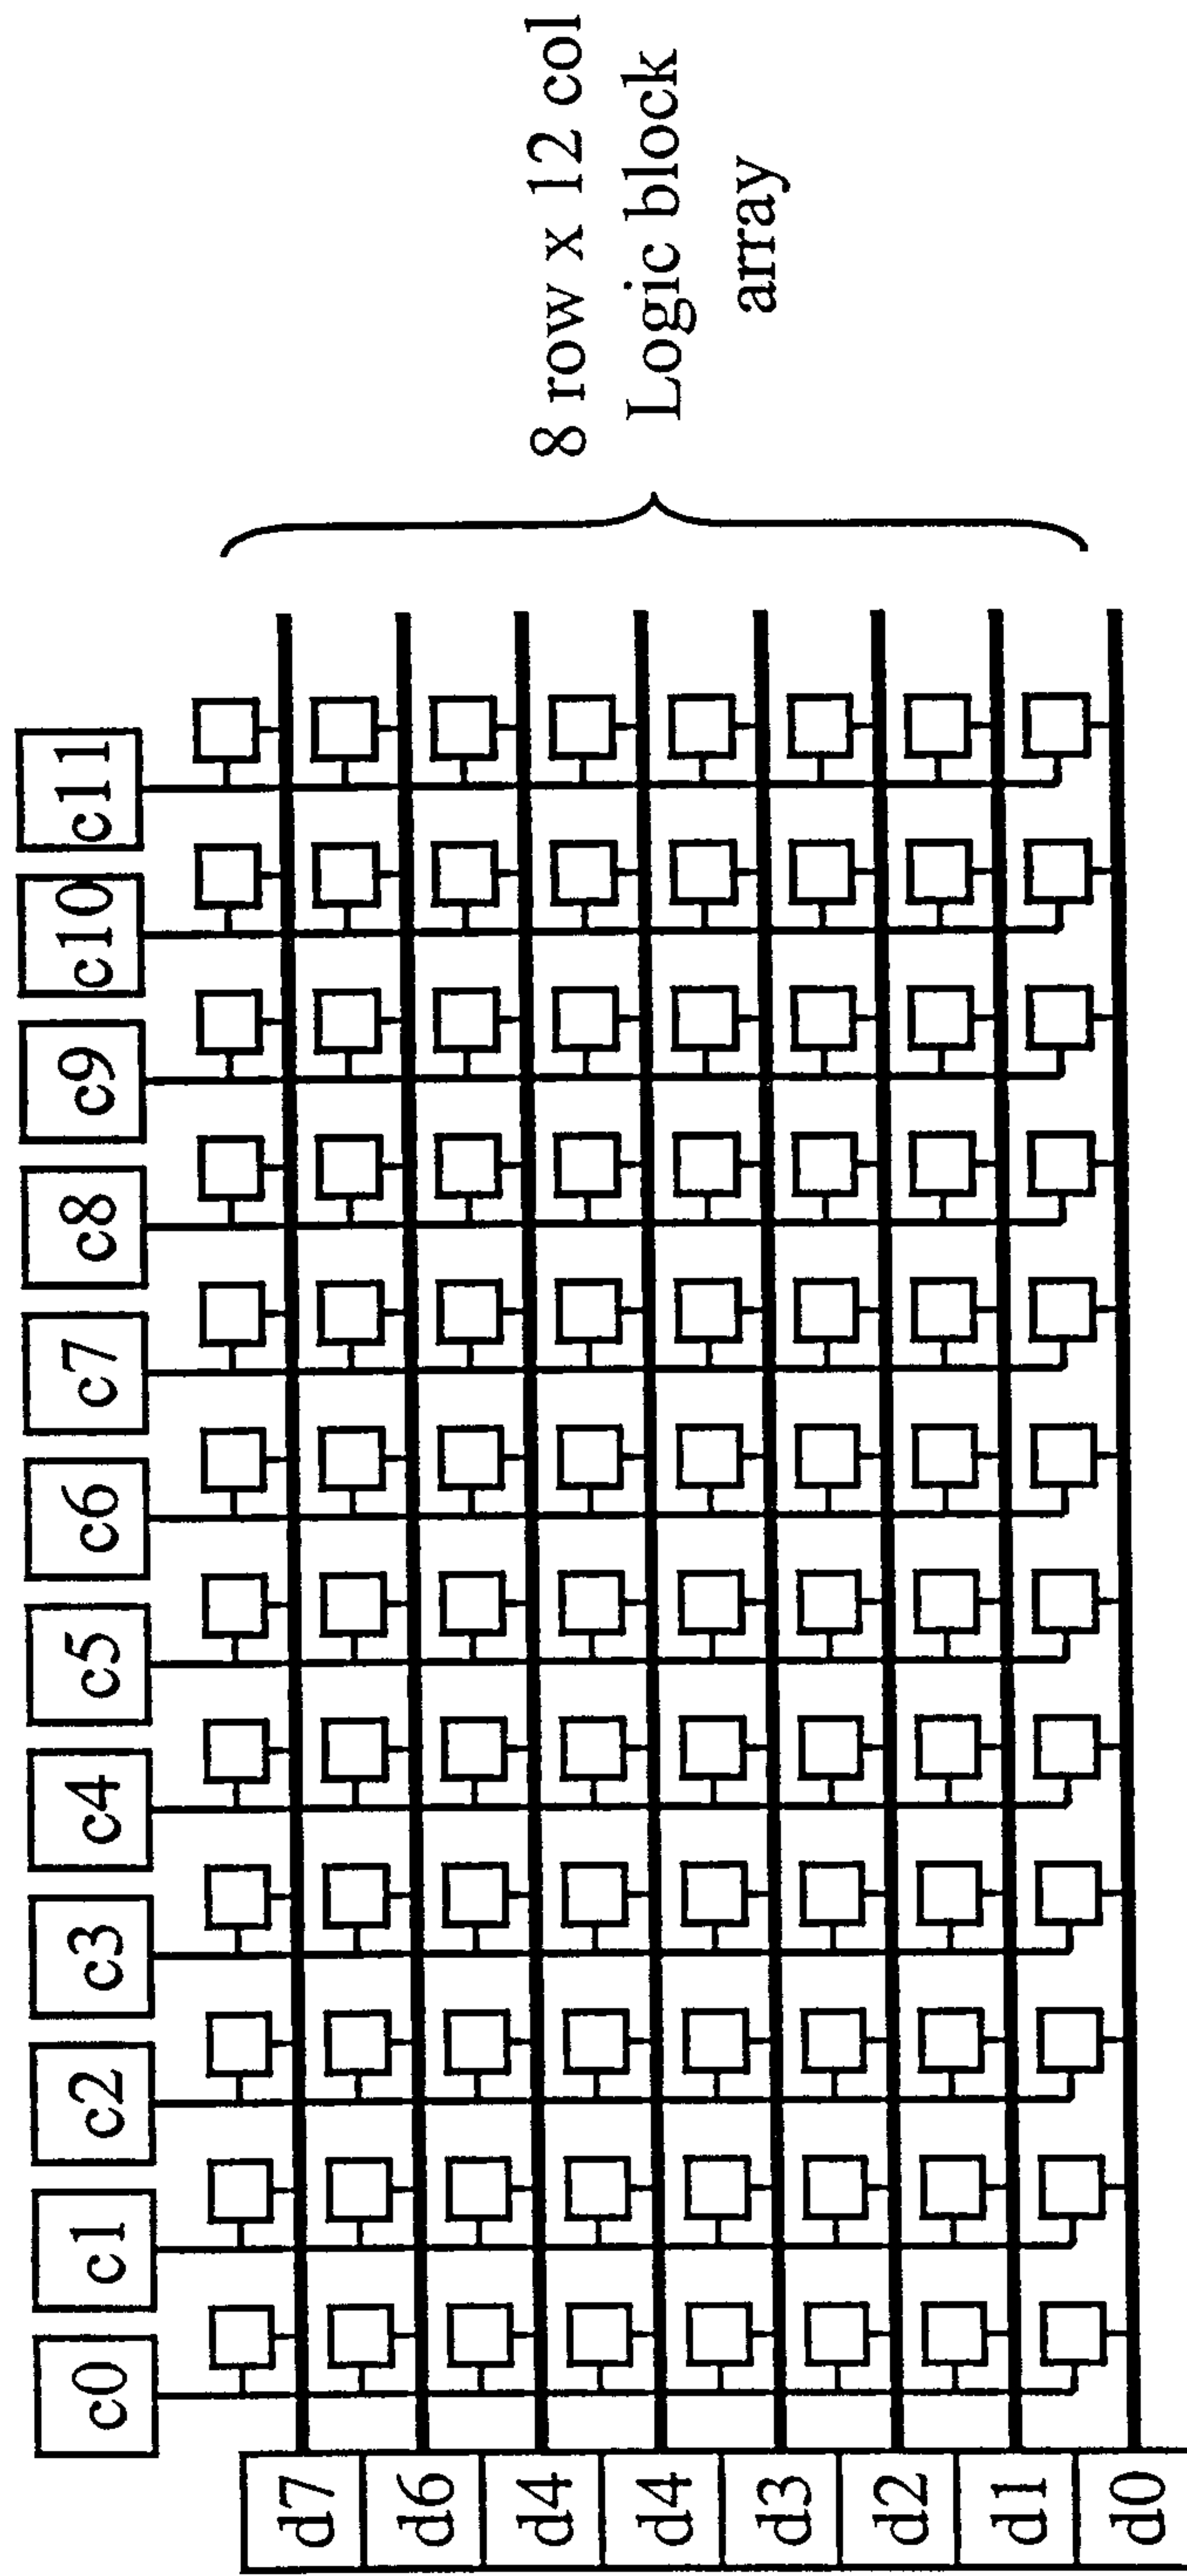 c0 c1 c2 c3 c4 c5 c6 c7 c8 c9 c10 c11
d7
d6
d4
d4
d3
d2
d1
d0
8 row x 12 col
Logic block
array